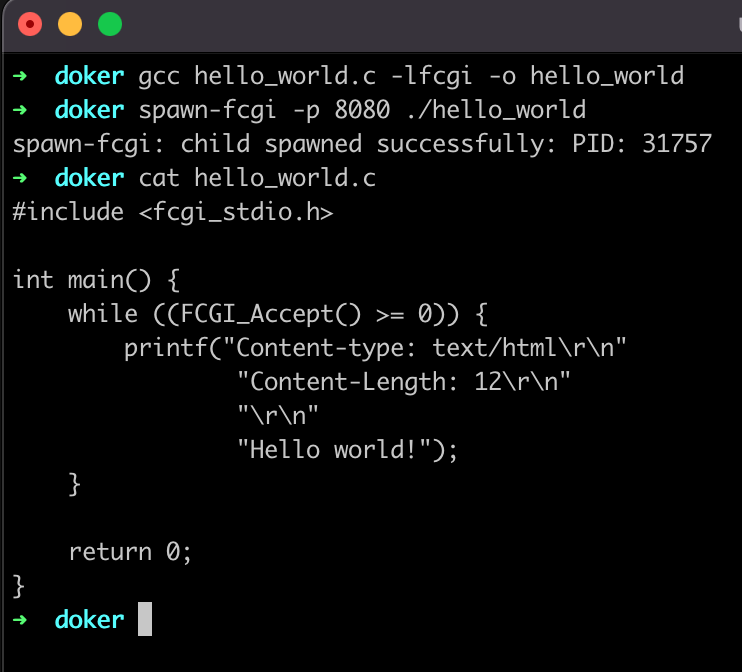 ➜  doker gcc hello_world.c -lfcgi -o hello_world
➜  doker spawn-fcgi -p 8080 ./hello_world
spawn-fcgi: child spawned successfully: PID: 31757
➜  doker cat hello_world.c
#include <fcgi_stdio.h>

int main() {
    while ((FCGI_Accept() >= 0)) {
        printf("Content-type: text/html\r\n"
                "Content-Length: 12\r\n"
                "\r\n"
                "Hello world!");
    }

    return 0;
}
➜  doker